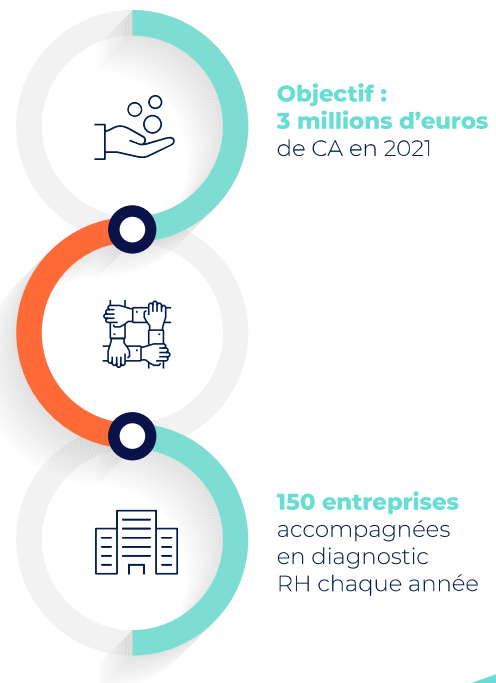 Objectif :
3 millions d’euros
de CA en 2021
150 entreprises
accompagnées
en diagnostic
RH chaque année